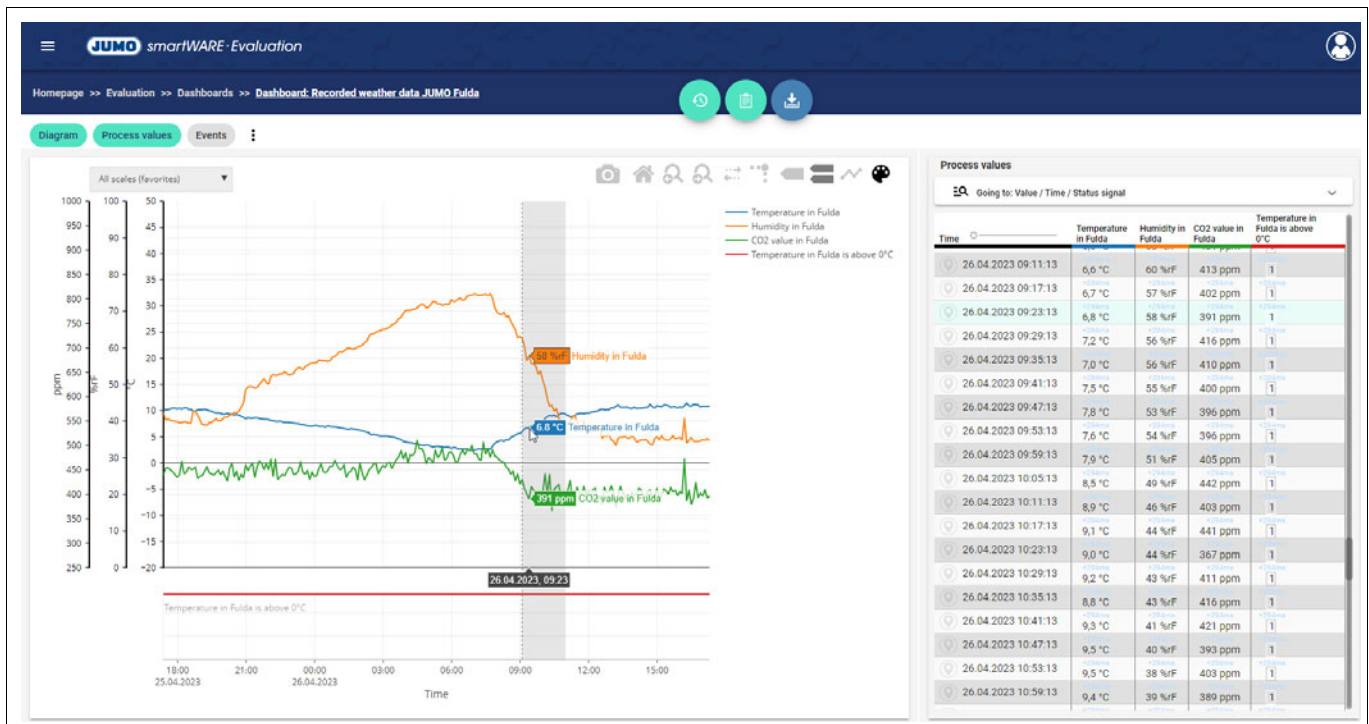 JUMO smartWARE·Evaluation
Homepage >> Evaluation >> Dashboards >> Dashboard: Recorded weather data JUMO Fulda
Diagram Process values Events
All scales (favorites)
1000 100 50
950 45
900 90 40
850 35
80
800 30
750 70 25
700 60 20
650 15
600 50 10
550 40 5
500 0
450 30 -5
400 20 -10
350 10 -15
300
250 0 -20
ppm
%rF
°C
Temperature in Fulda
Humidity in Fulda
CO2 value in Fulda
Temperature in Fulda is above 0°C
58 %rF Humidity in Fulda
6.8 °C Temperature in Fulda
391 ppm CO2 value in Fulda
26.04.2023, 09:23
Temperature in Fulda is above 0°C
18:00 21:00 00:00 03:00 06:00 09:00 12:00 15:00
25.04.2023 26.04.2023
Time
Process values
Going to: Value / Time / Status signal
Time Temperature in Fulda Humidity in Fulda CO2 value in Fulda Temperature in Fulda is above 0°C
26.04.2023 09:11:13 6,6 °C 60 %rF 413 ppm 1
26.04.2023 09:17:13 6,7 °C 57 %rF 402 ppm 1
26.04.2023 09:23:13 6,8 °C 58 %rF 391 ppm 1
26.04.2023 09:29:13 7,2 °C 56 %rF 416 ppm 1
26.04.2023 09:35:13 7,0 °C 56 %rF 410 ppm 1
26.04.2023 09:41:13 7,5 °C 55 %rF 400 ppm 1
26.04.2023 09:47:13 7,8 °C 53 %rF 396 ppm 1
26.04.2023 09:53:13 7,6 °C 54 %rF 396 ppm 1
26.04.2023 09:59:13 7,9 °C 51 %rF 405 ppm 1
26.04.2023 10:05:13 8,5 °C 49 %rF 442 ppm 1
26.04.2023 10:11:13 8,9 °C 46 %rF 403 ppm 1
26.04.2023 10:17:13 9,1 °C 44 %rF 441 ppm 1
26.04.2023 10:23:13 9,0 °C 44 %rF 367 ppm 1
26.04.2023 10:29:13 9,2 °C 43 %rF 411 ppm 1
26.04.2023 10:35:13 8,8 °C 43 %rF 416 ppm 1
26.04.2023 10:41:13 9,3 °C 41 %rF 421 ppm 1
26.04.2023 10:47:13 9,5 °C 40 %rF 393 ppm 1
26.04.2023 10:53:13 9,5 °C 38 %rF 403 ppm 1
26.04.2023 10:59:13 9,4 °C 39 %rF 389 ppm 1